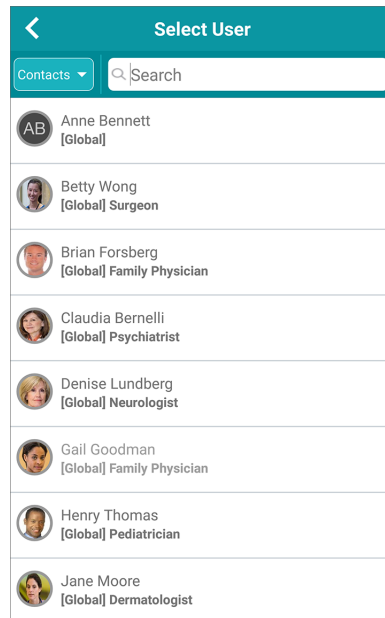 Select User
Contacts
Search
AB
Anne Bennett
[Global]
Betty Wong
[Global] Surgeon
Brian Forsberg
[Global] Family Physician
Claudia Bernelli
[Global] Psychiatrist
Denise Lundberg
[Global] Neurologist
Gail Goodman
[Global] Family Physician
Henry Thomas
[Global] Pediatrician
Jane Moore
[Global] Dermatologist